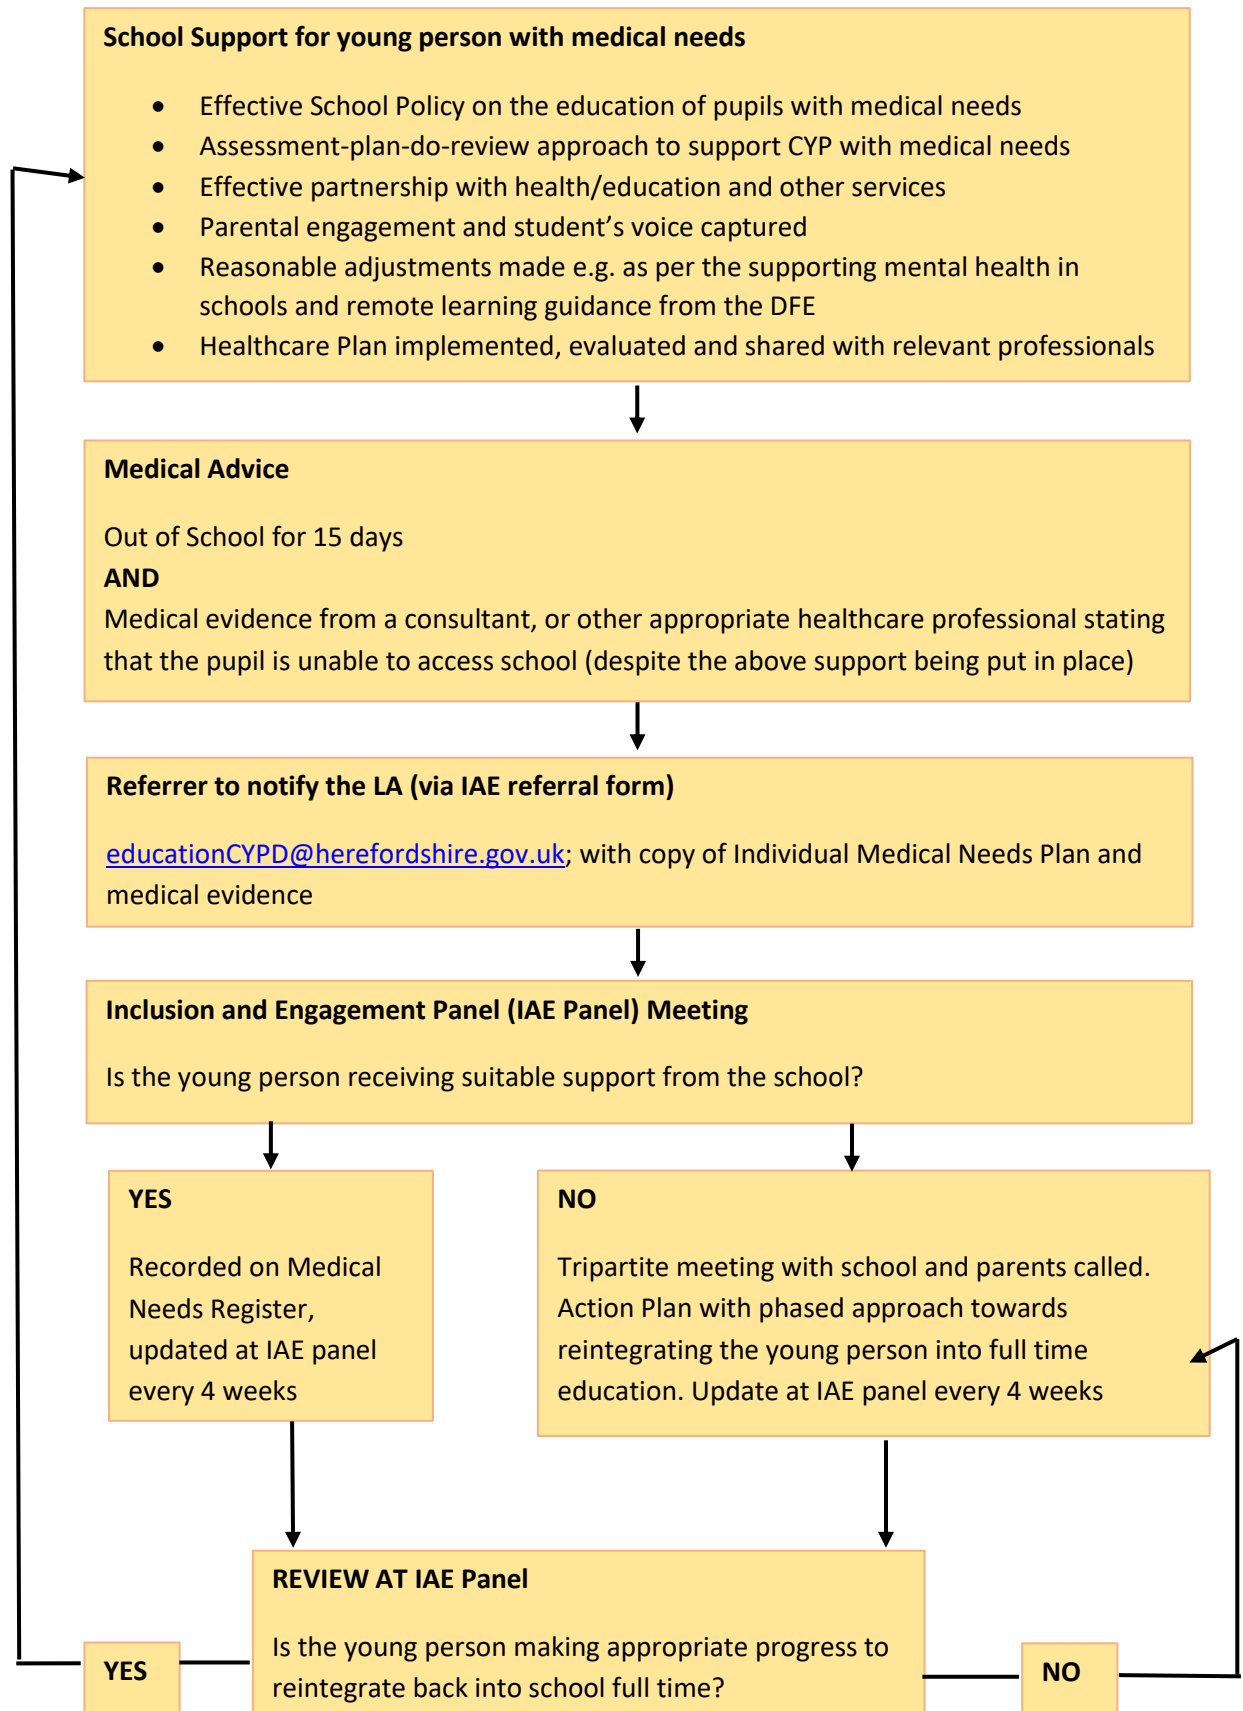 School Support for young person with medical needs
• Effective School Policy on the education of pupils with medical needs
• Assessment-plan-do-review approach to support CYP with medical needs
• Effective partnership with health/education and other services
• Parental engagement and student’s voice captured
• Reasonable adjustments made e.g. as per the supporting mental health in
schools and remote learning guidance from the DFE
• Healthcare Plan implemented, evaluated and shared with relevant professionals
Medical Advice
Out of School for 15 days
AND
Medical evidence from a consultant, or other appropriate healthcare professional stating
that the pupil is unable to access school (despite the above support being put in place)
Referrer to notify the LA (via IAE referral form)
educationCYPD@herefordshire.gov.uk; with copy of Individual Medical Needs Plan and
medical evidence
Inclusion and Engagement Panel (IAE Panel) Meeting
Is the young person receiving suitable support from the school?
YES
Recorded on Medical
Needs Register,
updated at IAE panel
every 4 weeks
NO
Tripartite meeting with school and parents called.
Action Plan with phased approach towards
reintegrating the young person into full time
education. Update at IAE panel every 4 weeks
REVIEW AT IAE Panel
Is the young person making appropriate progress to
reintegrate back into school full time?
YES
NO